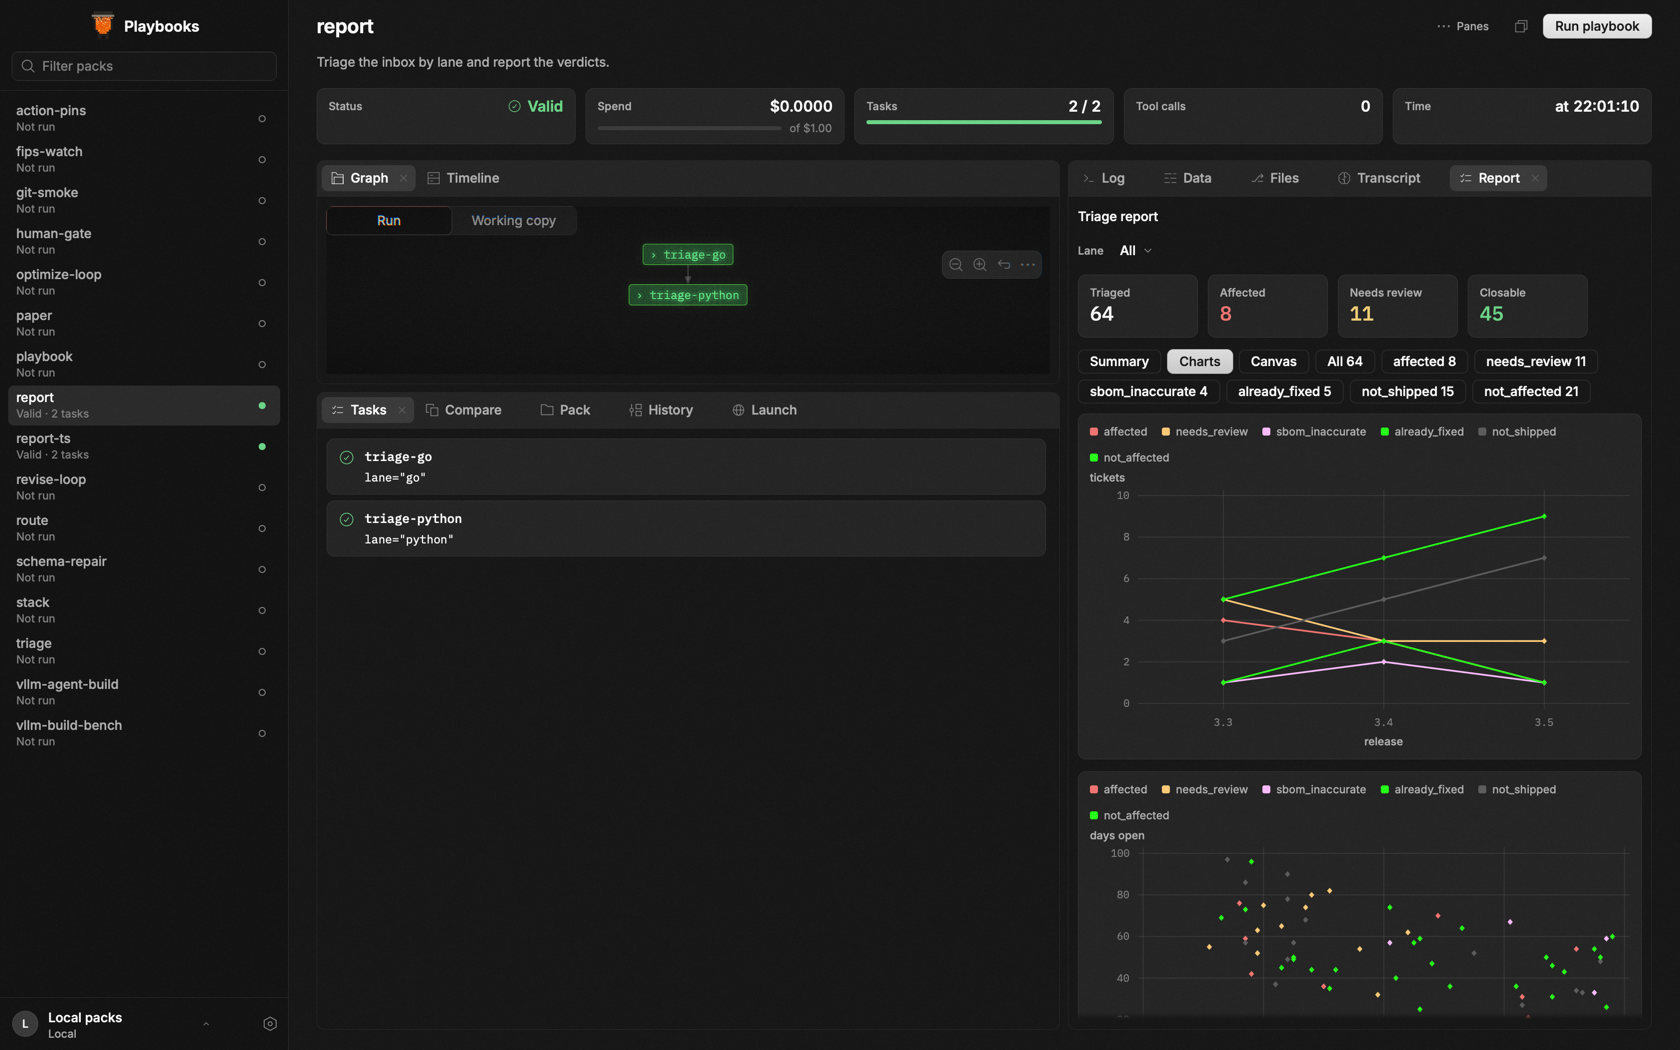 Playbooks
Filter packs
action-pins
Not run
fips-watch
Not run
git-smoke
Not run
human-gate
Not run
optimize-loop
Not run
paper
Not run
playbook
Not run
report
Valid · 2 tasks
report-ts
Valid · 2 tasks
revise-loop
Not run
route
Not run
schema-repair
Not run
stack
Not run
triage
Not run
vllm-agent-build
Not run
vllm-build-bench
Not run
L
Local packs
Local
report
Panes
Run playbook
Triage the inbox by lane and report the verdicts.
Status
Valid
Spend
$0.0000
of $1.00
Tasks
2 / 2
Tool calls
0
Time
at 22:01:10
Graph
Timeline
Run
Working copy
triage-go
triage-python
Tasks
Compare
Pack
History
Launch
triage-go
lane="go"
triage-python
lane="python"
Log
Data
Files
Transcript
Report
Triage report
Lane All
Triaged
64
Affected
8
Needs review
11
Closable
45
Summary
Charts
Canvas
All 64
affected 8
needs_review 11
sbom_inaccurate 4
already_fixed 5
not_shipped 15
not_affected 21
affected needs_review sbom_inaccurate already_fixed not_shipped
not_affected
tickets
10
8
6
4
2
0
3.3 3.4 3.5
release
affected needs_review sbom_inaccurate already_fixed not_shipped
not_affected
days open
100
80
60
40